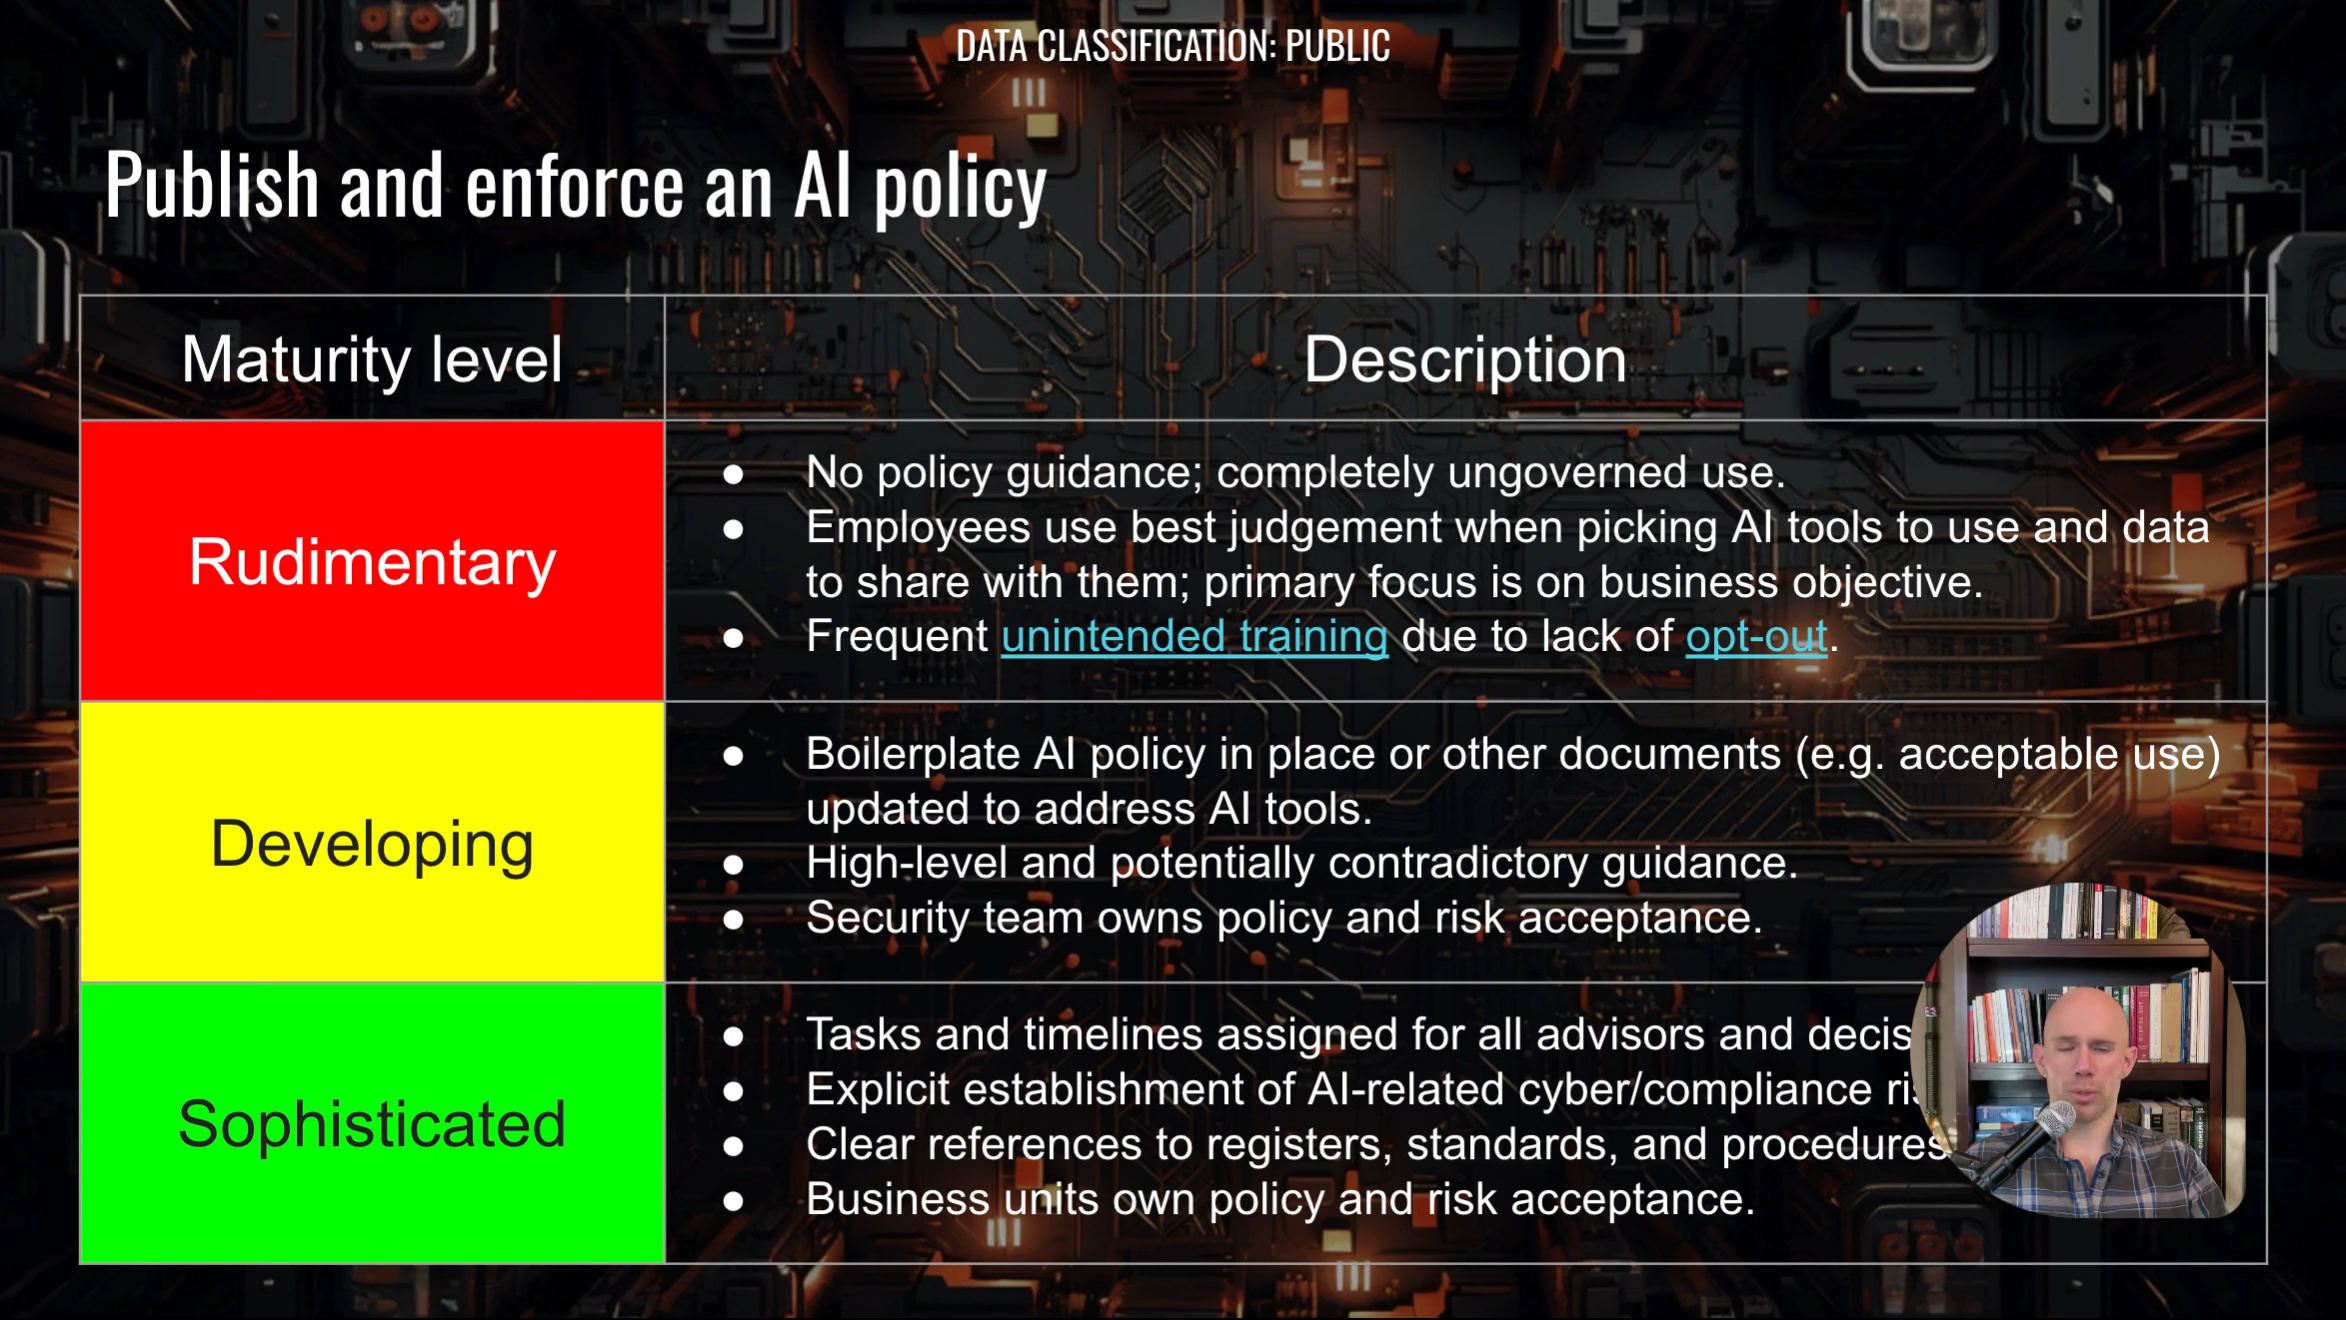 DATA CLASSIFICATION: PUBLIC
Publish and enforce an AI policy
Maturity level
Description
Rudimentary
● No policy guidance; completely ungoverned use.
● Employees use best judgement when picking AI tools to use and data
to share with them; primary focus is on business objective.
● Frequent unintended training due to lack of opt-out.
Developing
● Boilerplate AI policy in place or other documents (e.g. acceptable use)
updated to address AI tools.
● High-level and potentially contradictory guidance.
● Security team owns policy and risk acceptance.
Sophisticated
● Tasks and timelines assigned for all advisors and
● Explicit establishment of AI-related cyber/compliance
● Clear references to registers, standards, and procedures
● Business units own policy and risk acceptance.